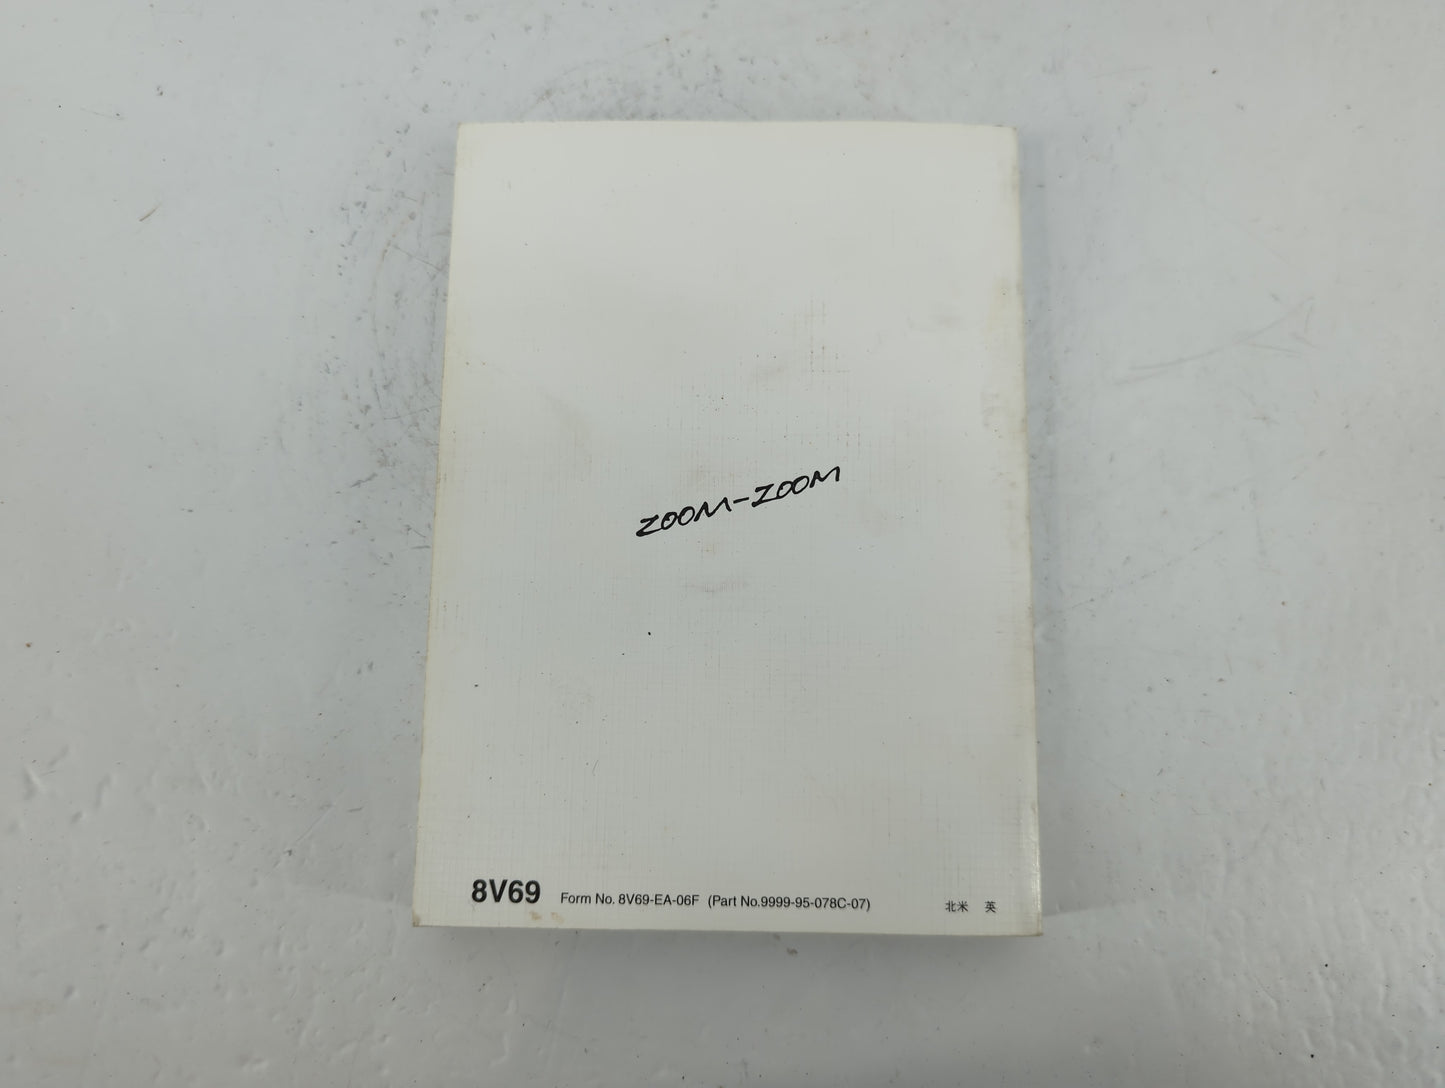 ZOOM-ZOOM
8V69 Form No. 8V69-EA-06F (Part No.9999-95-078C-07) 北米 英